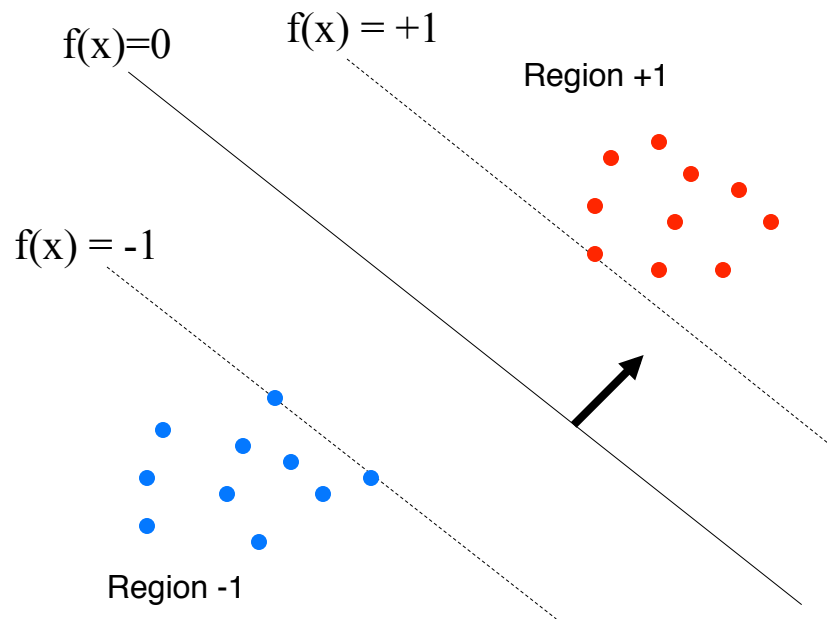 f(x)=0
f(x) = +1
Region +1
f(x) = -1
Region -1